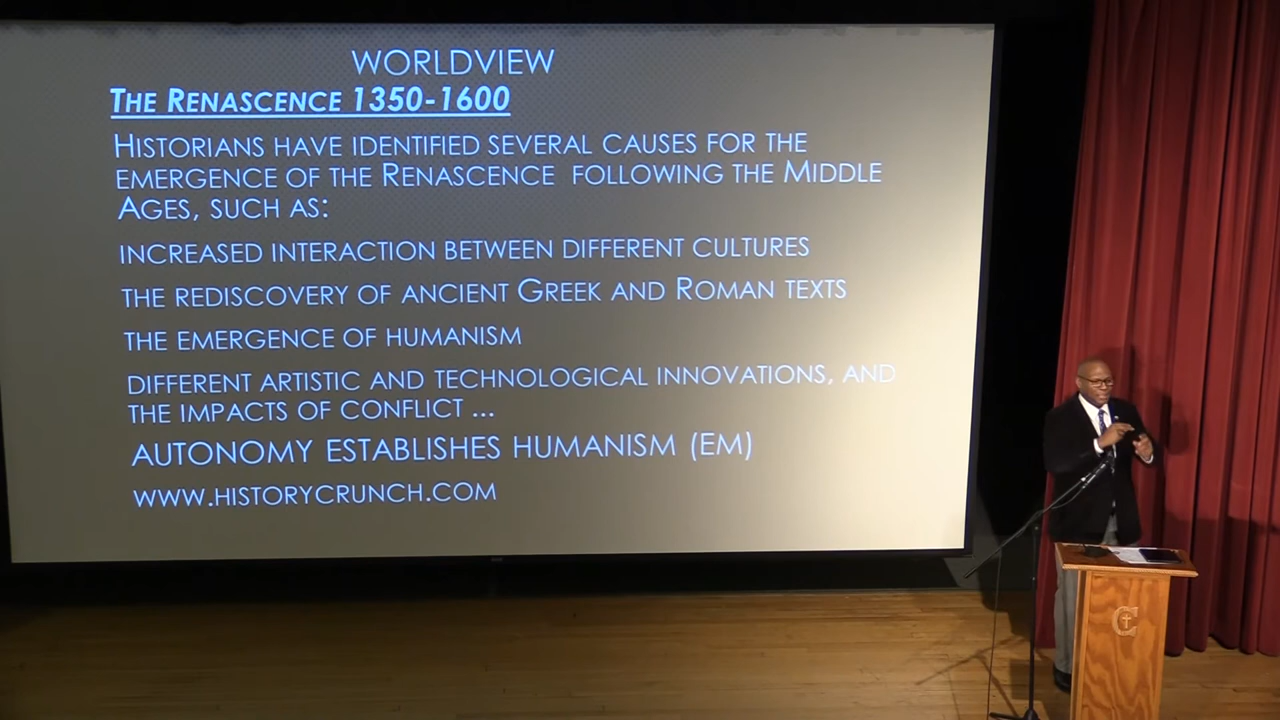 WORLDVIEW
THE RENASCENCE 1350-1600
HISTORIANS HAVE IDENTIFIED SEVERAL CAUSES FOR THE
EMERGENCE OF THE RENASCENCE FOLLOWING THE MIDDLE
AGES, SUCH AS:
INCREASED INTERACTION BETWEEN DIFFERENT CULTURES
THE REDISCOVERY OF ANCIENT GREEK AND ROMAN TEXTS
THE EMERGENCE OF HUMANISM
DIFFERENT ARTISTIC AND TECHNOLOGICAL INNOVATIONS, AND
THE IMPACTS OF CONFLICT ...
AUTONOMY ESTABLISHES HUMANISM (EM)
WWW.HISTORYCRUNCH.COM
C